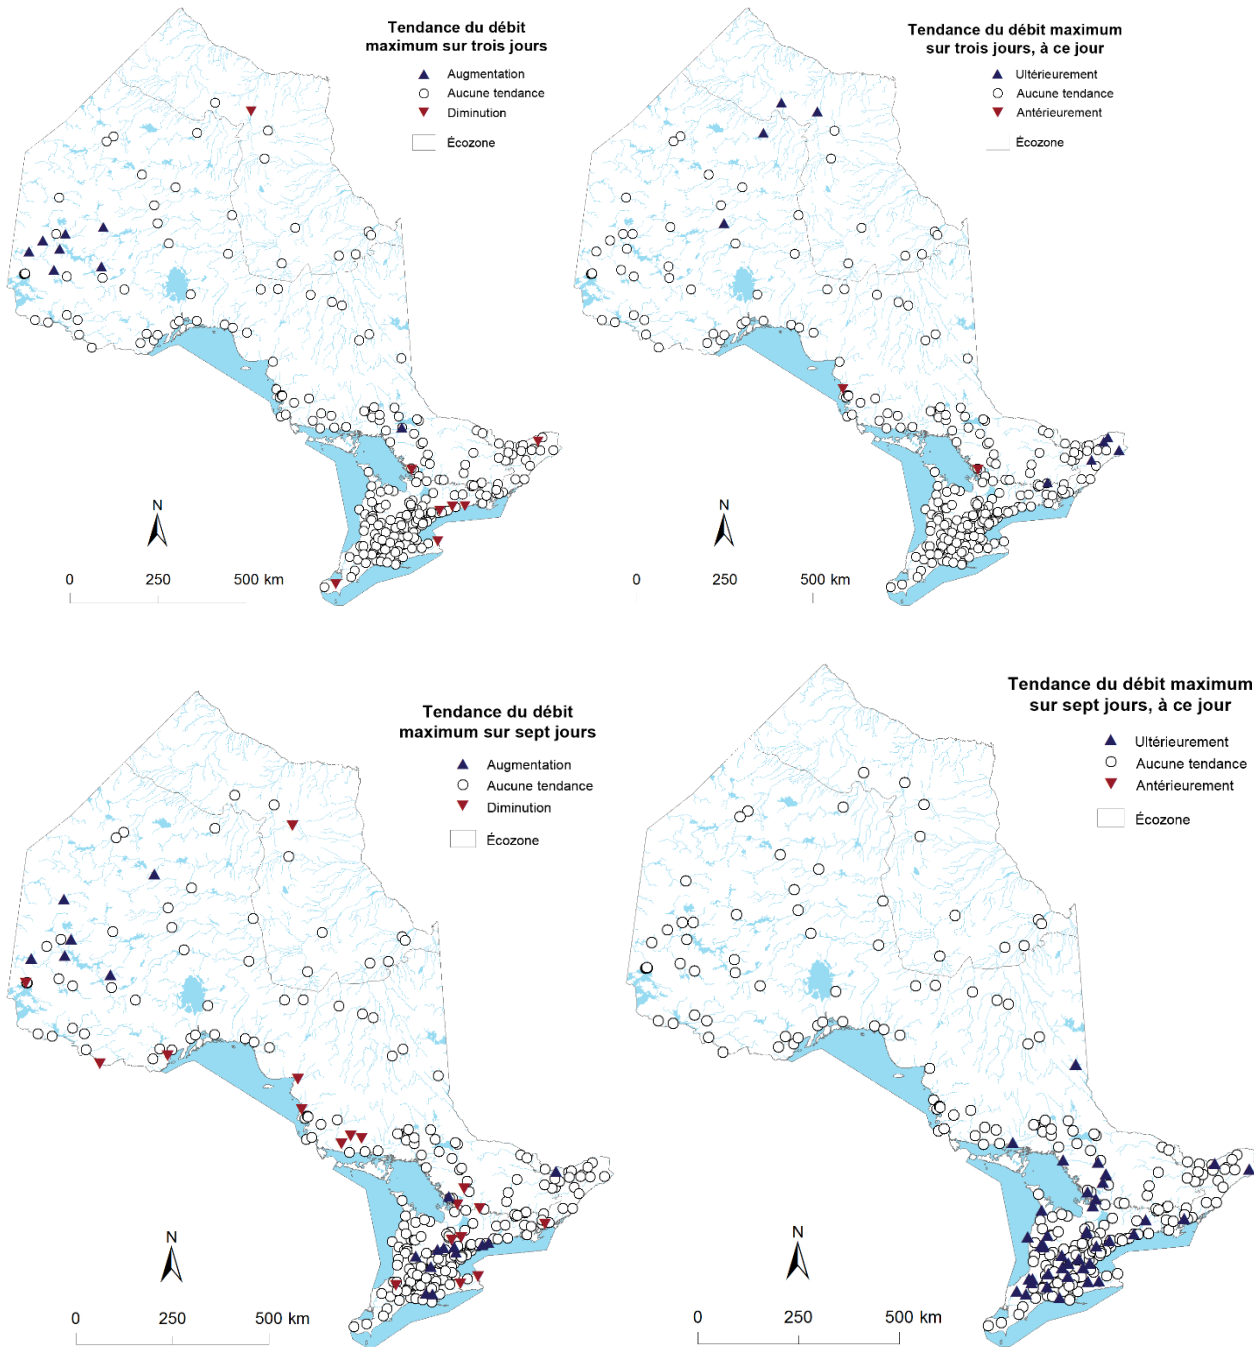 Tendance du débit
maximum sur trois jours
Augmentation
Aucune tendance
Diminution
Écozone
N
0 250 500 km
Tendance du débit maximum
sur trois jours, à ce jour
Ultérieurement
Aucune tendance
Antérieurement
Écozone
N
0 250 500 km
Tendance du débit
maximum sur sept jours
Augmentation
Aucune tendance
Diminution
Écozone
N
0 250 500 km
Tendance du débit maximum
sur sept jours, à ce jour
Ultérieurement
Aucune tendance
Antérieurement
Écozone
N
0 250 500 km